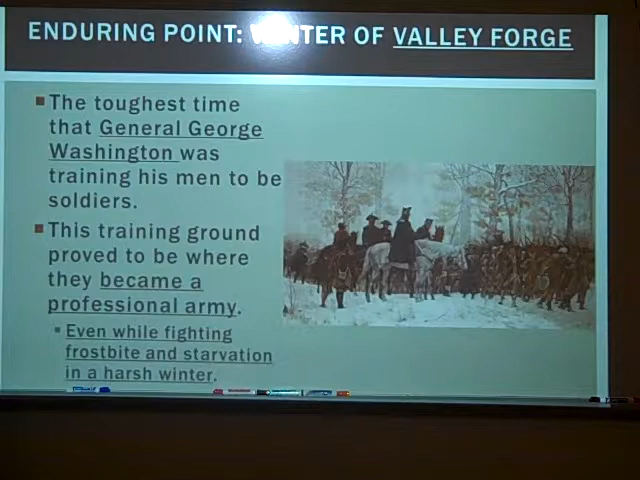 ENDURING POINT: WINTER OF VALLEY FORGE
The toughest time
that General George
Washington was
training his men to be
soldiers.
This training ground
proved to be where
they became a
professional army.
Even while fighting
frostbite and starvation
in a harsh winter.